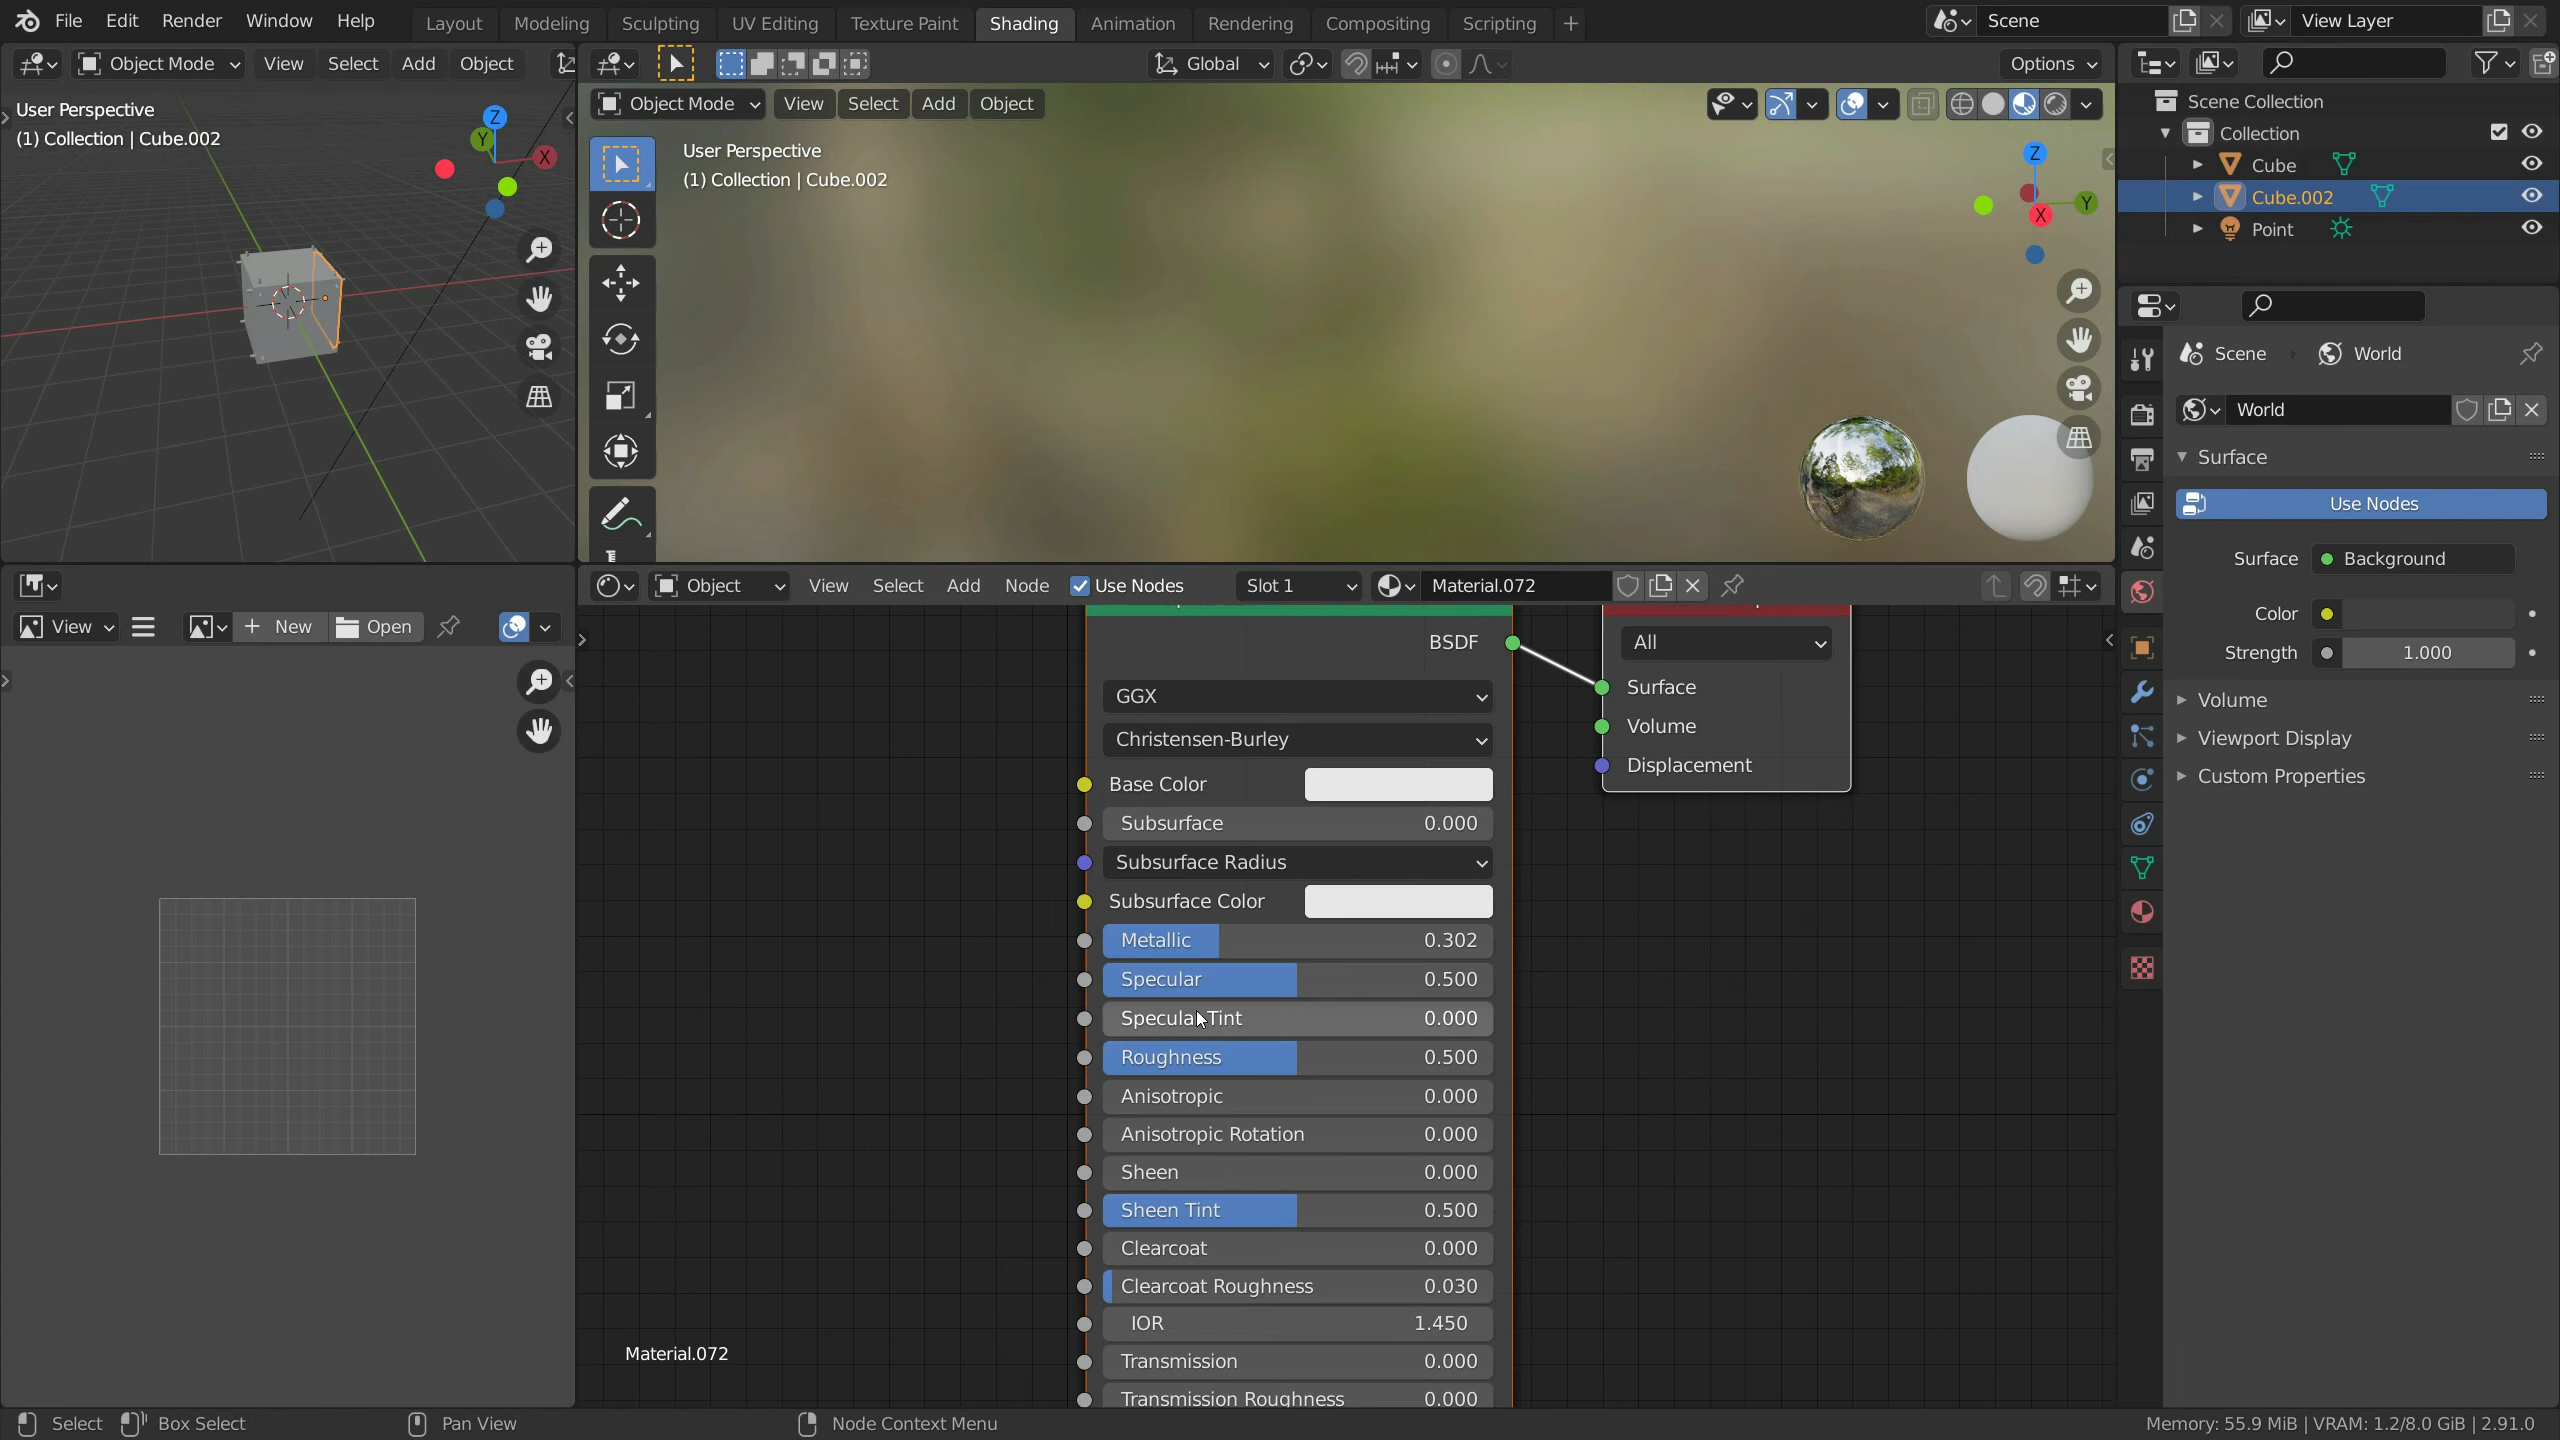 File Edit Render Window Help Layout Modeling Sculpting UV Editing Texture Paint Shading Animation Rendering Compositing Scripting Scene View Layer
Object Mode View Select Add Object
User Perspective
(1) Collection | Cube.002
Z
Y
X
Global
Options
Object Mode View Select Add Object
User Perspective
(1) Collection | Cube.002
Z
Y
X
Scene Collection
Collection
Cube
Cube.002
Point
Scene World
World
Surface
Use Nodes
Surface Background
Color
Strength 1.000
Volume
Viewport Display
Custom Properties
View New Open
Object View Select Add Node Use Nodes Slot 1 Material.072
BSDF
GGX
Christensen-Burley
Base Color
Subsurface 0.000
Subsurface Radius
Subsurface Color
Metallic 0.302
Specular 0.500
Specular Tint 0.000
Roughness 0.500
Anisotropic 0.000
Anisotropic Rotation 0.000
Sheen 0.000
Sheen Tint 0.500
Clearcoat 0.000
Clearcoat Roughness 0.030
IOR 1.450
Transmission 0.000
Transmission Roughness 0.000
All
Surface
Volume
Displacement
Material.072
Select Box Select Pan View Node Context Menu Memory: 55.9 MiB | VRAM: 1.2/8.0 GiB | 2.91.0